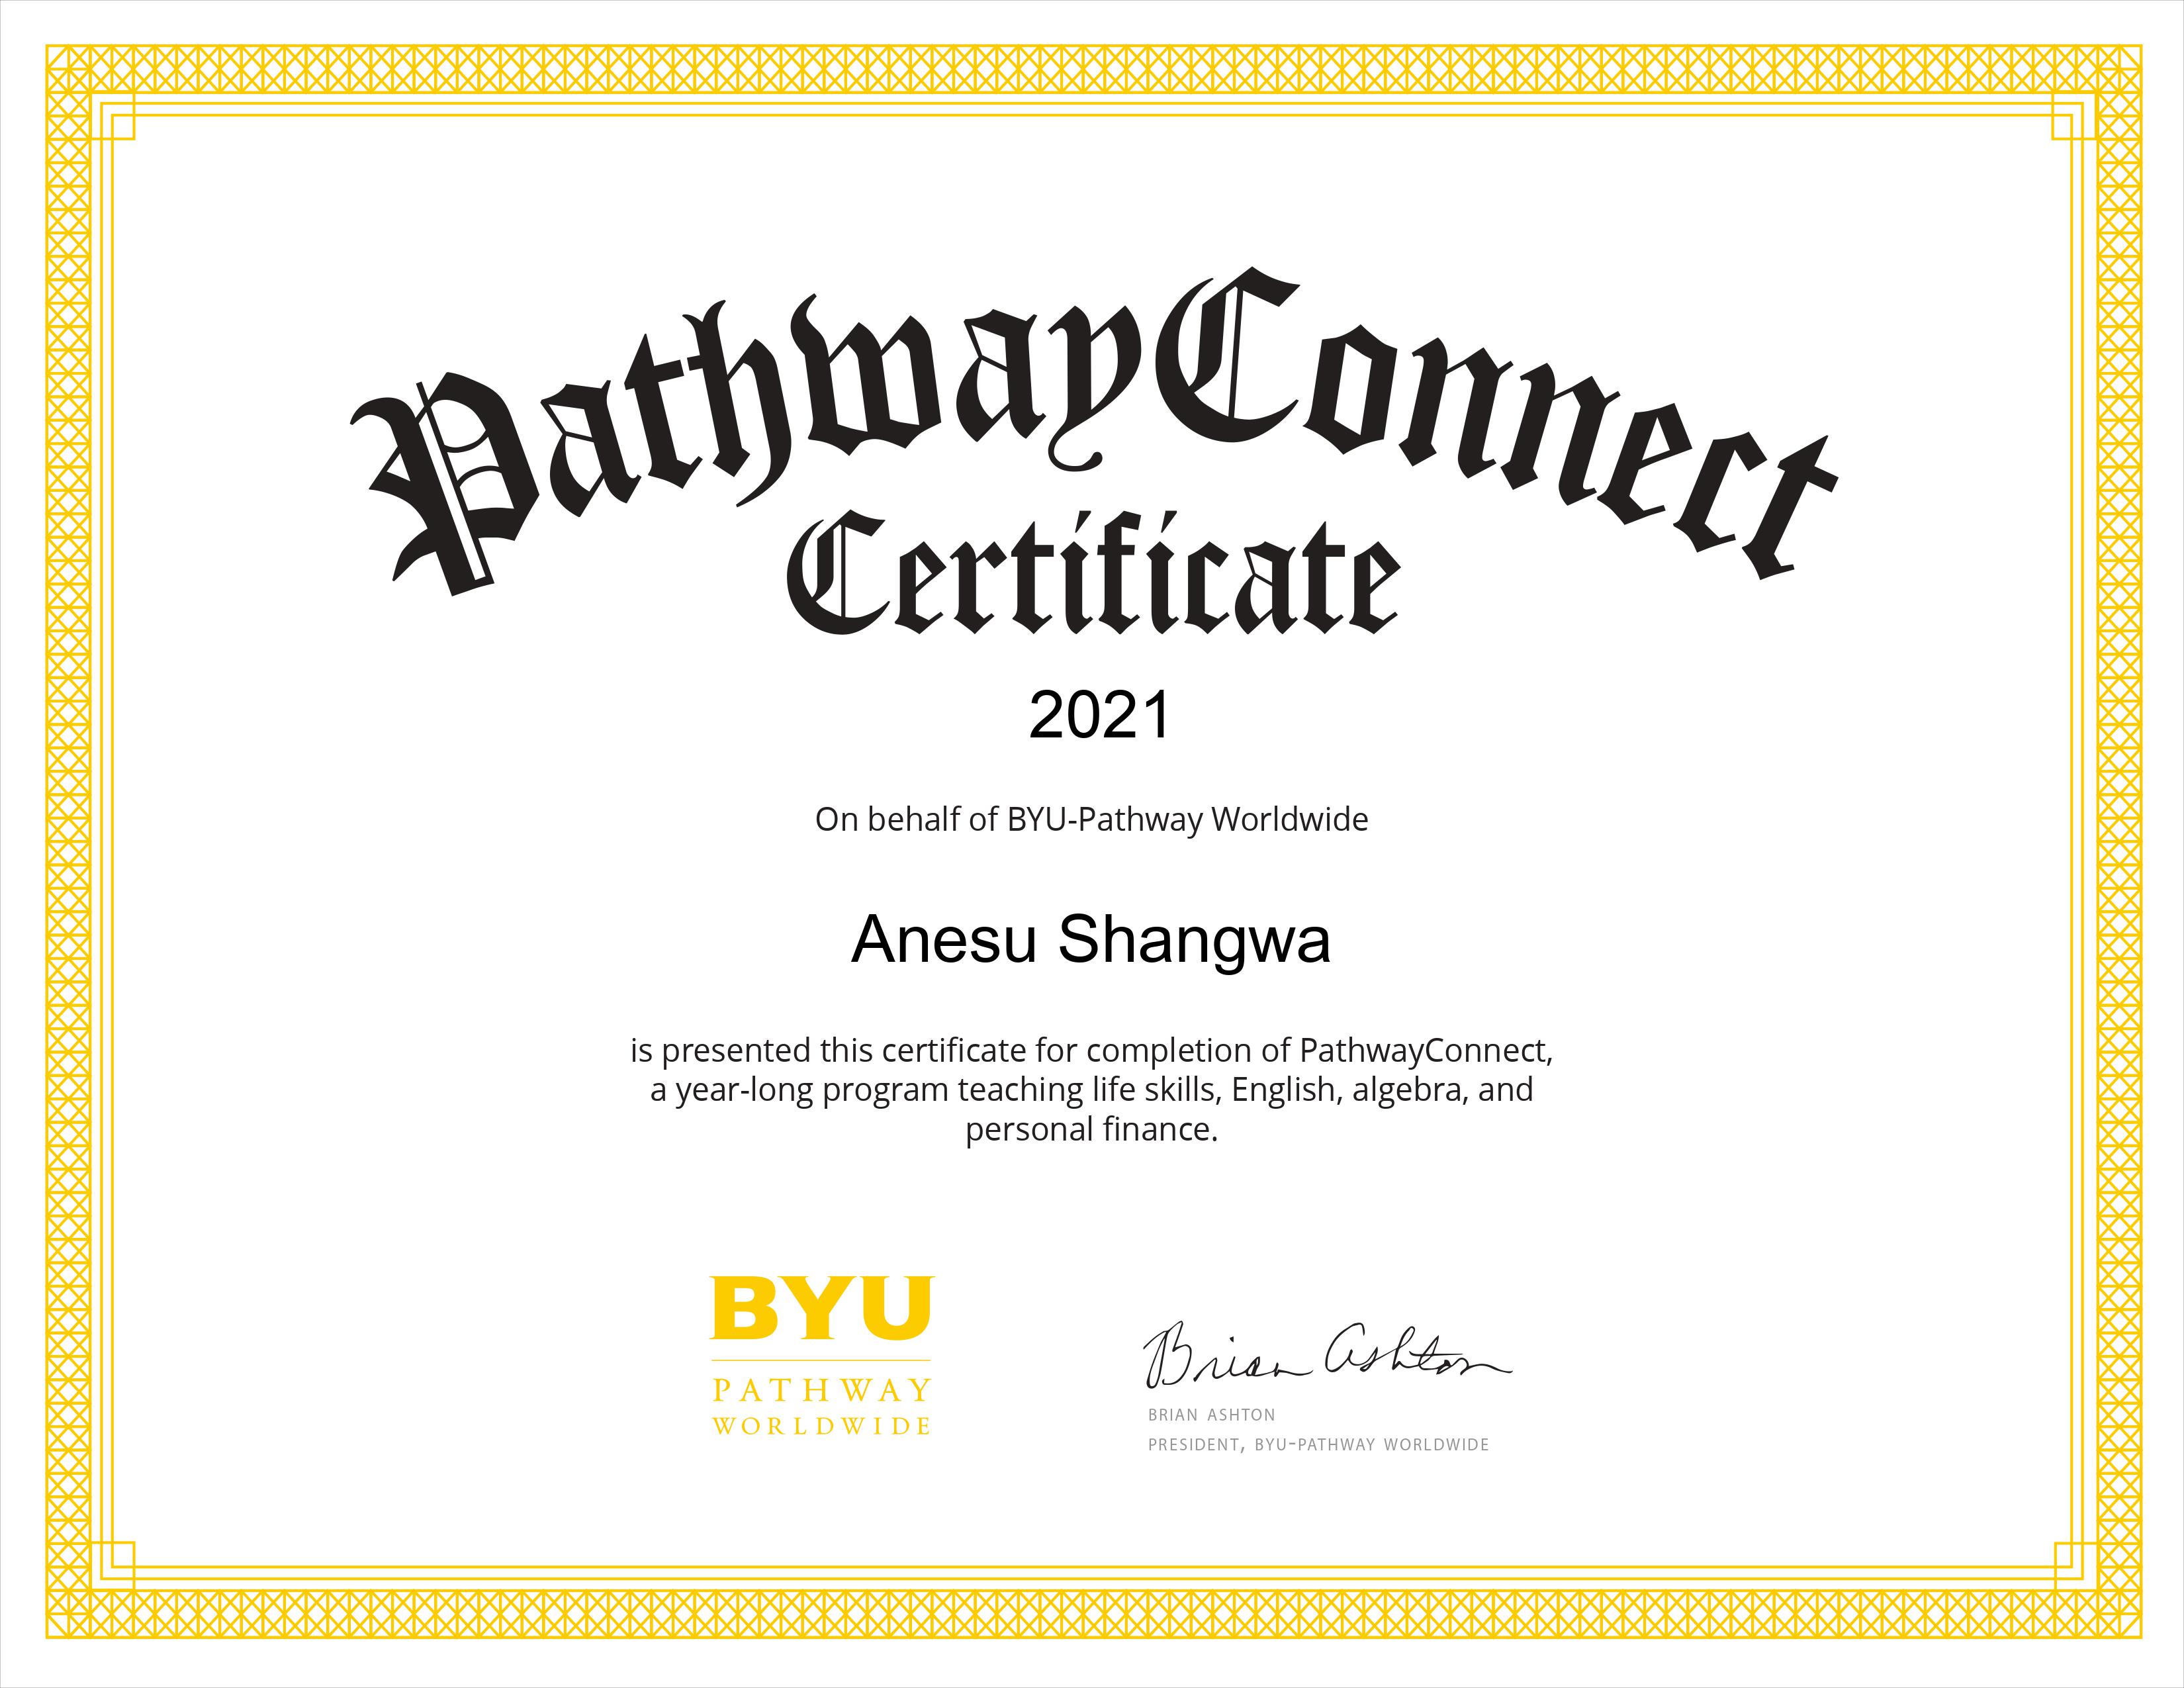 PathwayConnect
Certificate
2021
On behalf of BYU-Pathway Worldwide
Anesu Shangwa
is presented this certificate for completion of PathwayConnect,
a year-long program teaching life skills, English, algebra, and
personal finance.
BYU
PATHWAY
WORLDWIDE
Brian Ashton
BRIAN ASHTON
PRESIDENT, BYU-PATHWAY WORLDWIDE